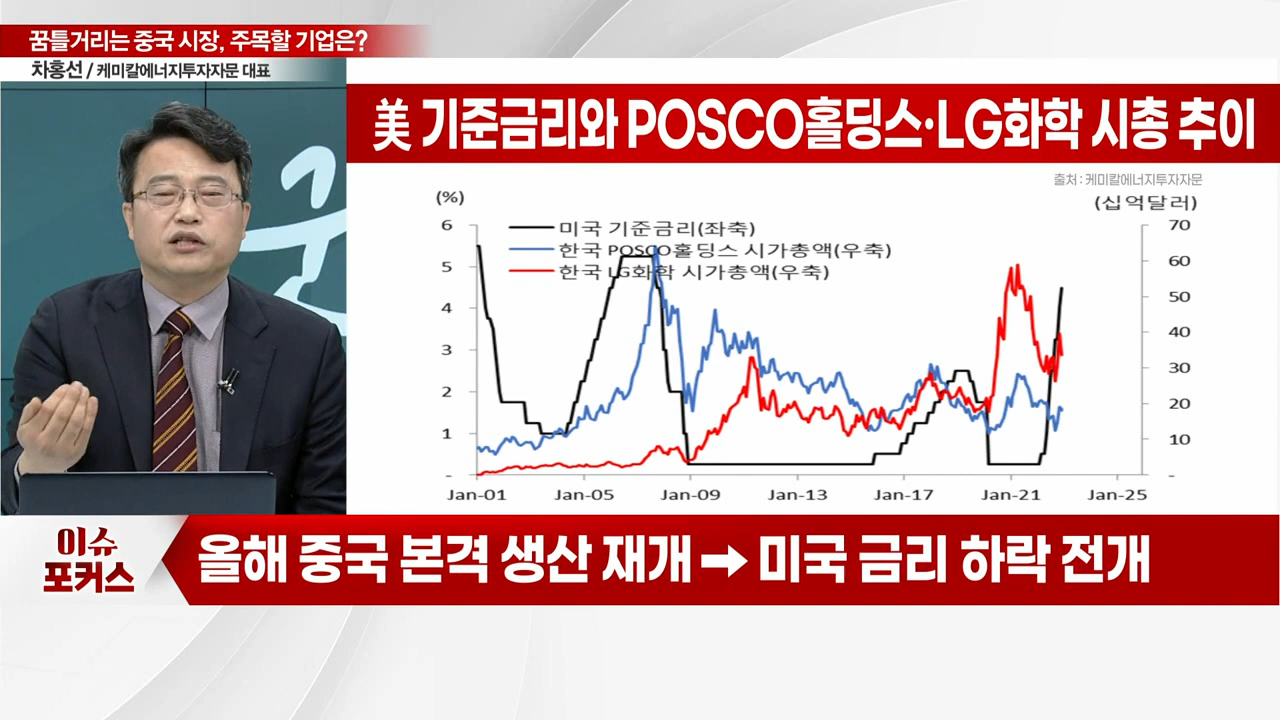 꿈틀거리는 중국 시장, 주목할 기업은?
차홍선 / 케미칼에너지투자자문 대표
美 기준금리와 POSCO홀딩스·LG화학 시총 추이
출처 : 케미칼에너지투자자문
(%)
(십억달러)
미국 기준금리(좌축)
한국 POSCO홀딩스 시가총액(우축)
한국 LG화학 시가총액(우축)
6
5
4
3
2
1
-
70
60
50
40
30
20
10
-
Jan-01 Jan-05 Jan-09 Jan-13 Jan-17 Jan-21 Jan-25
이슈
포커스
올해 중국 본격 생산 재개 ➡ 미국 금리 하락 전개